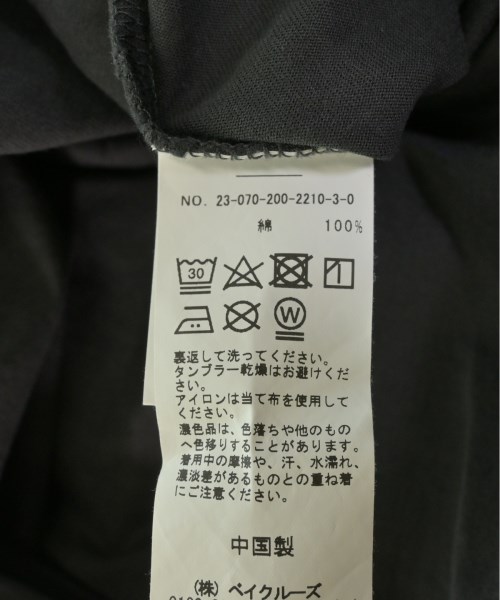 NO. 23-070-200-2210-3-0
綿 100%
30
W
裏返して洗ってください。
タンブラー乾燥はお避けくだ
さい。
アイロンは当て布を使用して
ください。
濃色品は、色落ちや他のもの
へ色移りすることがあります。
着用中の摩擦や、汗、水濡れ、
濃淡差があるものとの重ね着
にご注意ください。
中国製
(株) ベイクルーズ